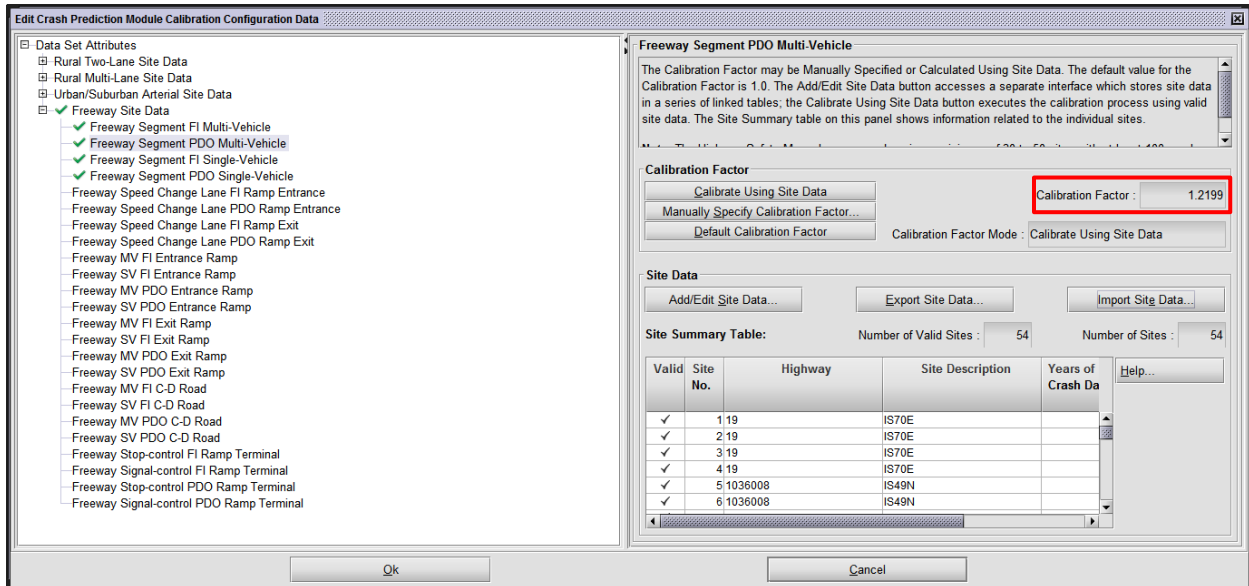 Edit Crash Prediction Module Calibration Configuration Data
Data Set Attributes
Rural Two-Lane Site Data
Rural Multi-Lane Site Data
Urban/Suburban Arterial Site Data
Freeway Site Data
Freeway Segment FI Multi-Vehicle
Freeway Segment PDO Multi-Vehicle
Freeway Segment FI Single-Vehicle
Freeway Segment PDO Single-Vehicle
Freeway Speed Change Lane FI Ramp Entrance
Freeway Speed Change Lane PDO Ramp Entrance
Freeway Speed Change Lane FI Ramp Exit
Freeway Speed Change Lane PDO Ramp Exit
Freeway MV FI Entrance Ramp
Freeway SV FI Entrance Ramp
Freeway MV PDO Entrance Ramp
Freeway SV PDO Entrance Ramp
Freeway MV FI Exit Ramp
Freeway SV FI Exit Ramp
Freeway MV PDO Exit Ramp
Freeway SV PDO Exit Ramp
Freeway MV FI C-D Road
Freeway SV FI C-D Road
Freeway MV PDO C-D Road
Freeway SV PDO C-D Road
Freeway Stop-control FI Ramp Terminal
Freeway Signal-control FI Ramp Terminal
Freeway Stop-control PDO Ramp Terminal
Freeway Signal-control PDO Ramp Terminal
Freeway Segment PDO Multi-Vehicle
The Calibration Factor may be Manually Specified or Calculated Using Site Data. The default value for the
Calibration Factor is 1.0. The Add/Edit Site Data button accesses a separate interface which stores site data
in a series of linked tables; the Calibrate Using Site Data button executes the calibration process using valid
site data. The Site Summary table on this panel shows information related to the individual sites.
Calibration Factor
Calibrate Using Site Data
Calibration Factor : 1.2199
Manually Specify Calibration Factor...
Default Calibration Factor
Calibration Factor Mode : Calibrate Using Site Data
Site Data
Add/Edit Site Data... Export Site Data... Import Site Data...
Site Summary Table: Number of Valid Sites : 54 Number of Sites : 54
Valid Site No. Highway Site Description Years of Crash Da
Help...
✓ 1 19 IS70E
✓ 2 19 IS70E
✓ 3 19 IS70E
✓ 4 19 IS70E
✓ 5 1036008 IS49N
✓ 6 1036008 IS49N
Ok Cancel